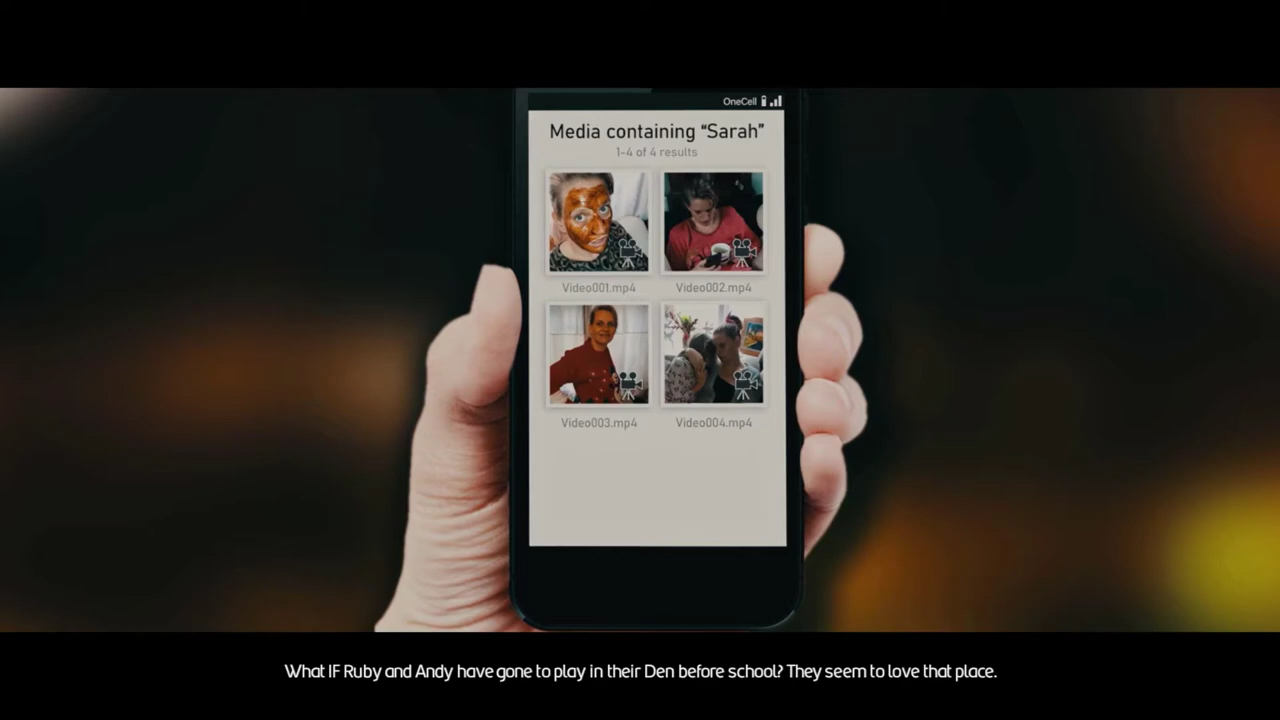 OneCell
Media containing “Sarah”
1-4 of 4 results
Video001.mp4 Video002.mp4
Video003.mp4 Video004.mp4
What IF Ruby and Andy have gone to play in their Den before school? They seem to love that place.